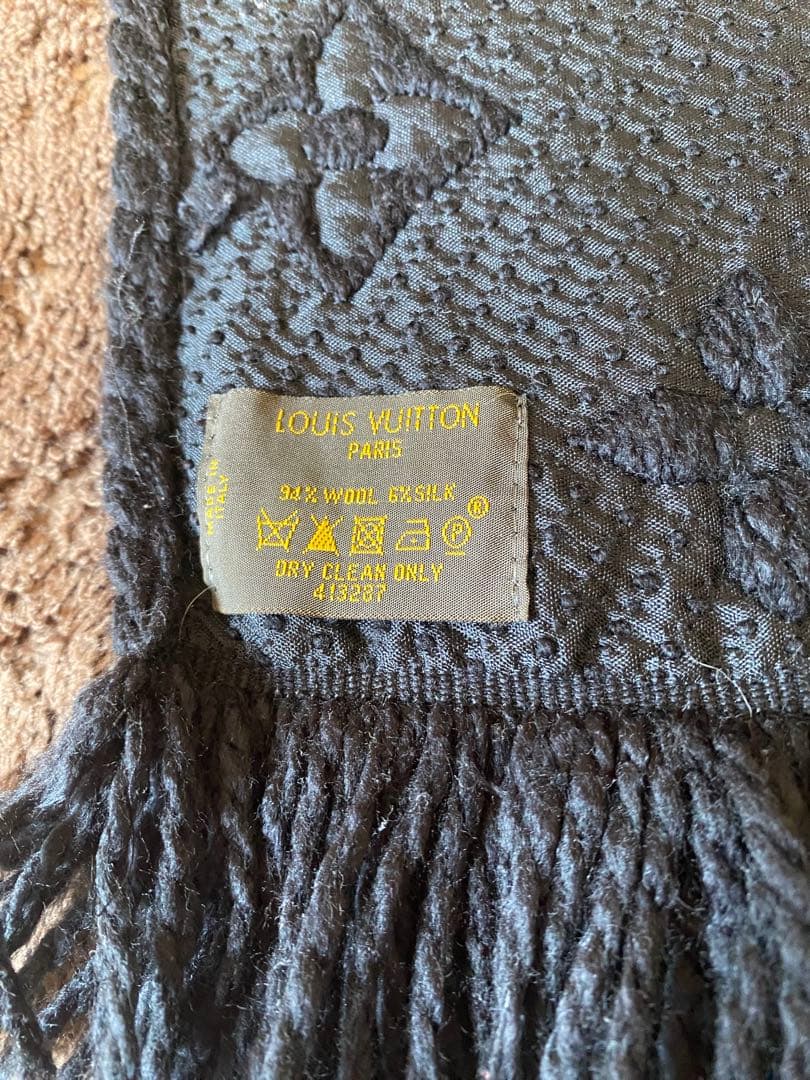 LOUIS VUITTON
PARIS
MADE IN
ITALY
94% WOOL 6% SILK
®
P
DRY CLEAN ONLY
413287